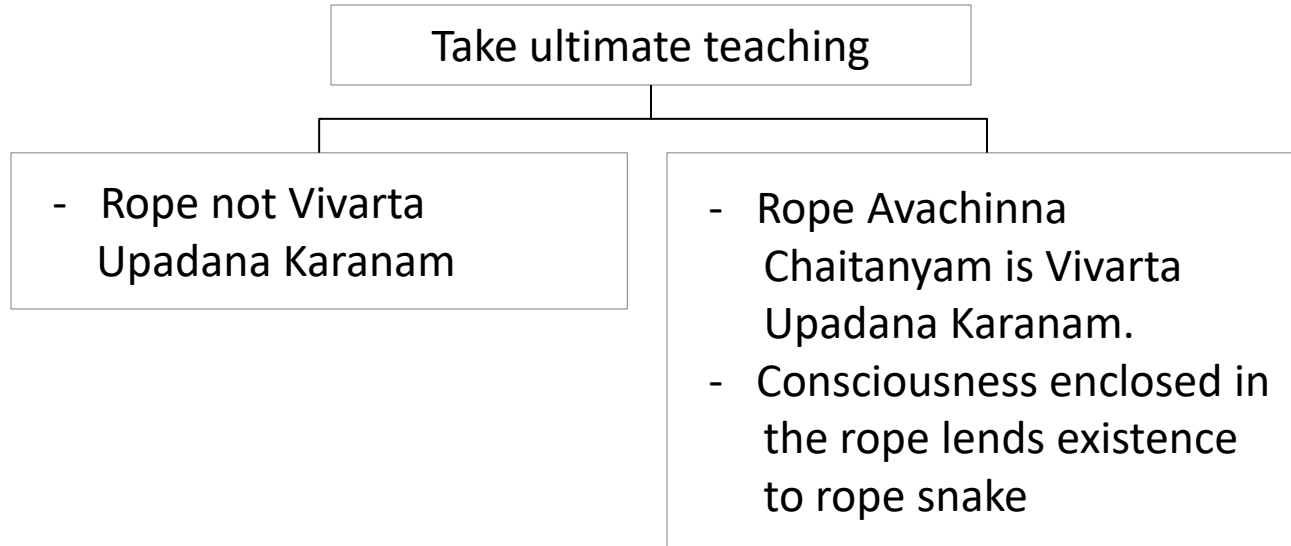 Take ultimate teaching
- Rope not Vivarta
Upadana Karanam
- Rope Avachinna
Chaitanyam is Vivarta
Upadana Karanam.
- Consciousness enclosed in
the rope lends existence
to rope snake